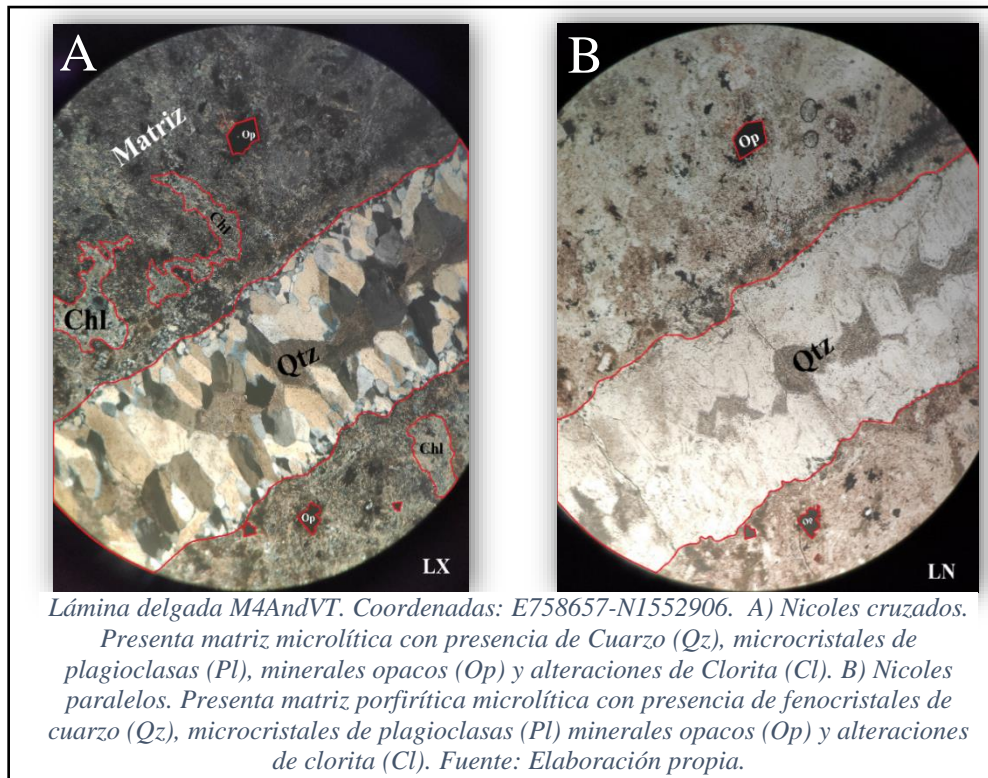 A
Matriz
Op
Chl
Chl
Qtz
Chl
Op
LX
B
Op
Qtz
Op
LN
Lámina delgada M4AndVT. Coordenadas: E758657-N1552906. A) Nicoles cruzados.
Presenta matriz microlítica con presencia de Cuarzo (Qz), microcristales de
plagioclasas (Pl), minerales opacos (Op) y alteraciones de Clorita (Cl). B) Nicoles
paralelos. Presenta matriz porfirítica microlítica con presencia de fenocristales de
cuarzo (Qz), microcristales de plagioclasas (Pl) minerales opacos (Op) y alteraciones
de clorita (Cl). Fuente: Elaboración propia.